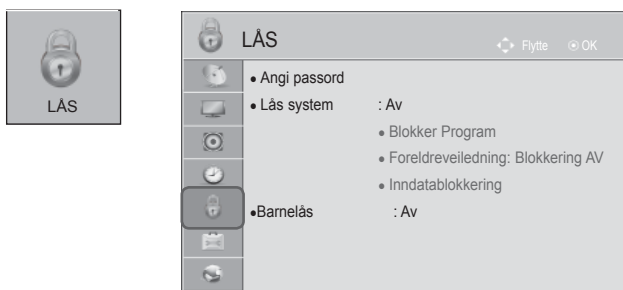 LÅS
LÅS
Flytte OK
• Angi passord
• Lås system : Av
• Blokker Program
• Foreldreveiledning: Blokkering AV
• Inndatablokkering
•Barnelås : Av